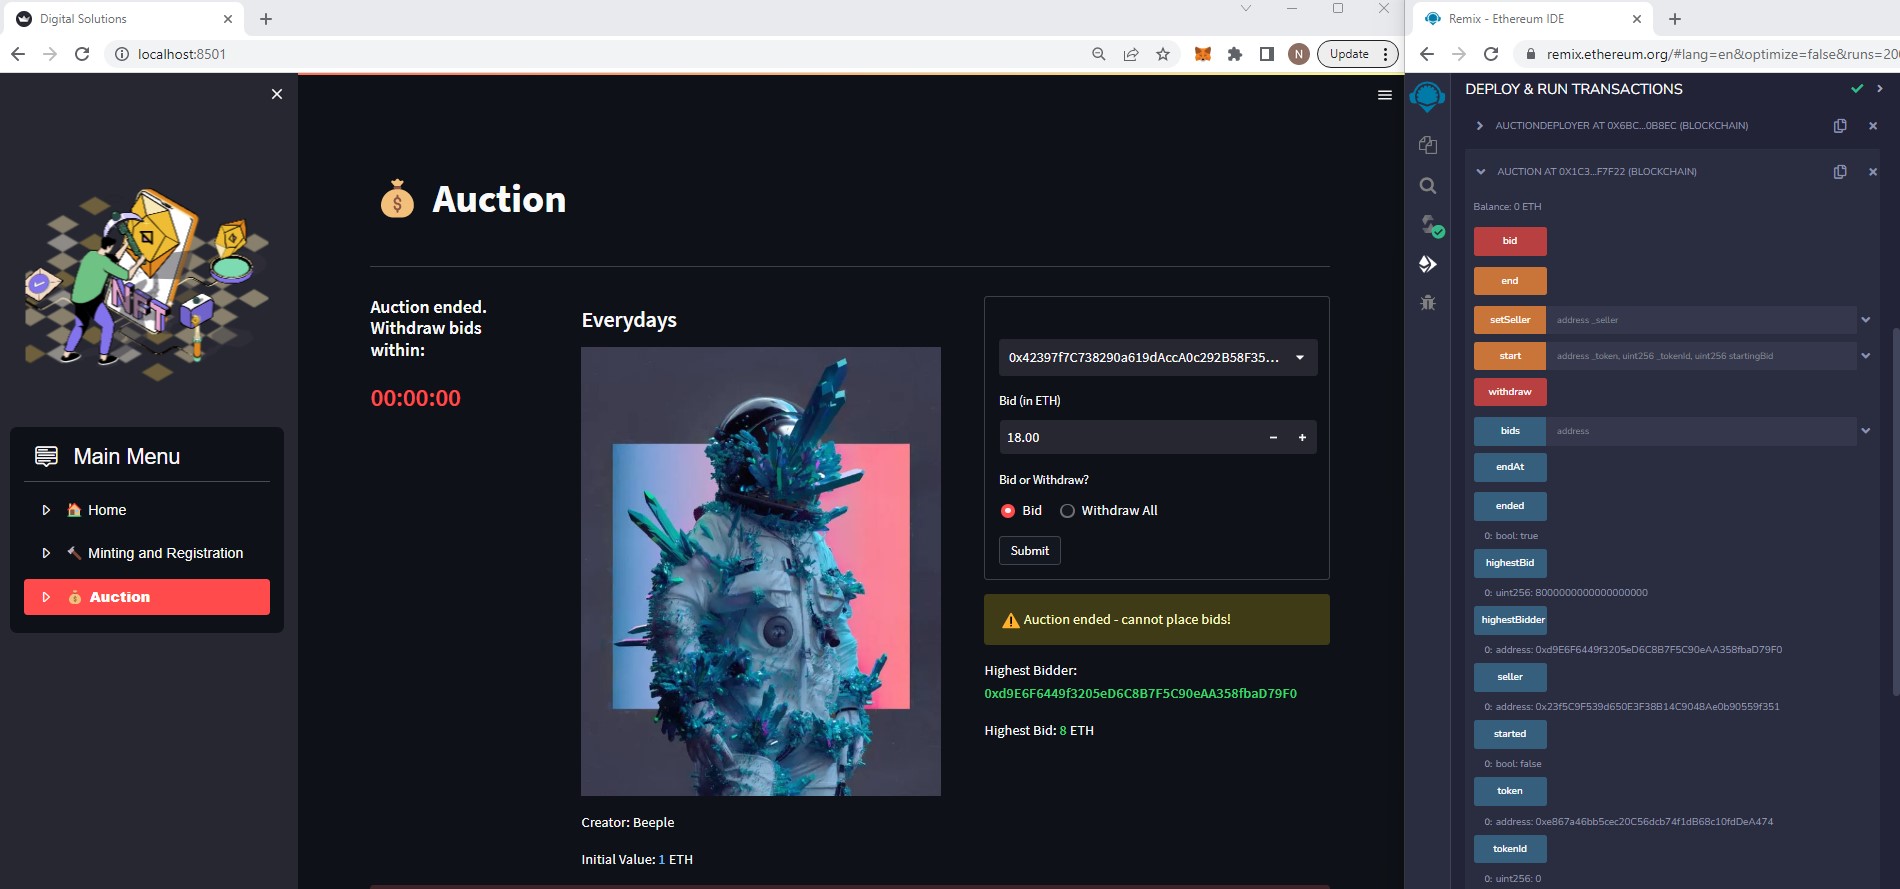 Digital Solutions
localhost:8501
N
Update
Main Menu
Home
Minting and Registration
Auction
NFT
Auction
Auction ended.
Withdraw bids
within:
00:00:00
Everydays
Creator: Beeple
Initial Value: 1 ETH
0x42397f7C738290a619dAccA0c292B58F35...
Bid (in ETH)
18.00
Bid or Withdraw?
Bid
Withdraw All
Submit
Auction ended - cannot place bids!
Highest Bidder:
0xd9E6F6449f3205eD6C8B7F5C90eAA358fbaD79F0
Highest Bid: 8 ETH
Remix - Ethereum IDE
remix.ethereum.org/#lang=en&optimize=false&runs=200
DEPLOY & RUN TRANSACTIONS
AUCTIONDEPLOYER AT 0X6BC...0B8EC (BLOCKCHAIN)
AUCTION AT 0X1C3...F7F22 (BLOCKCHAIN)
Balance: 0 ETH
bid
end
setSeller address _seller
start address _token, uint256 _tokenId, uint256 startingBid
withdraw
bids address
endAt
ended
0: bool: true
highestBid
0: uint256: 8000000000000000000
highestBidder
0: address: 0xd9E6F6449f3205eD6C8B7F5C90eAA358fbaD79F0
seller
0: address: 0x23f5C9F539d650E3F38B14C9048Ae0b90559f351
started
0: bool: false
token
0: address: 0xe867a46bb5cec20C56dcb74f1dB68c10fdDeA474
tokenId
0: uint256: 0